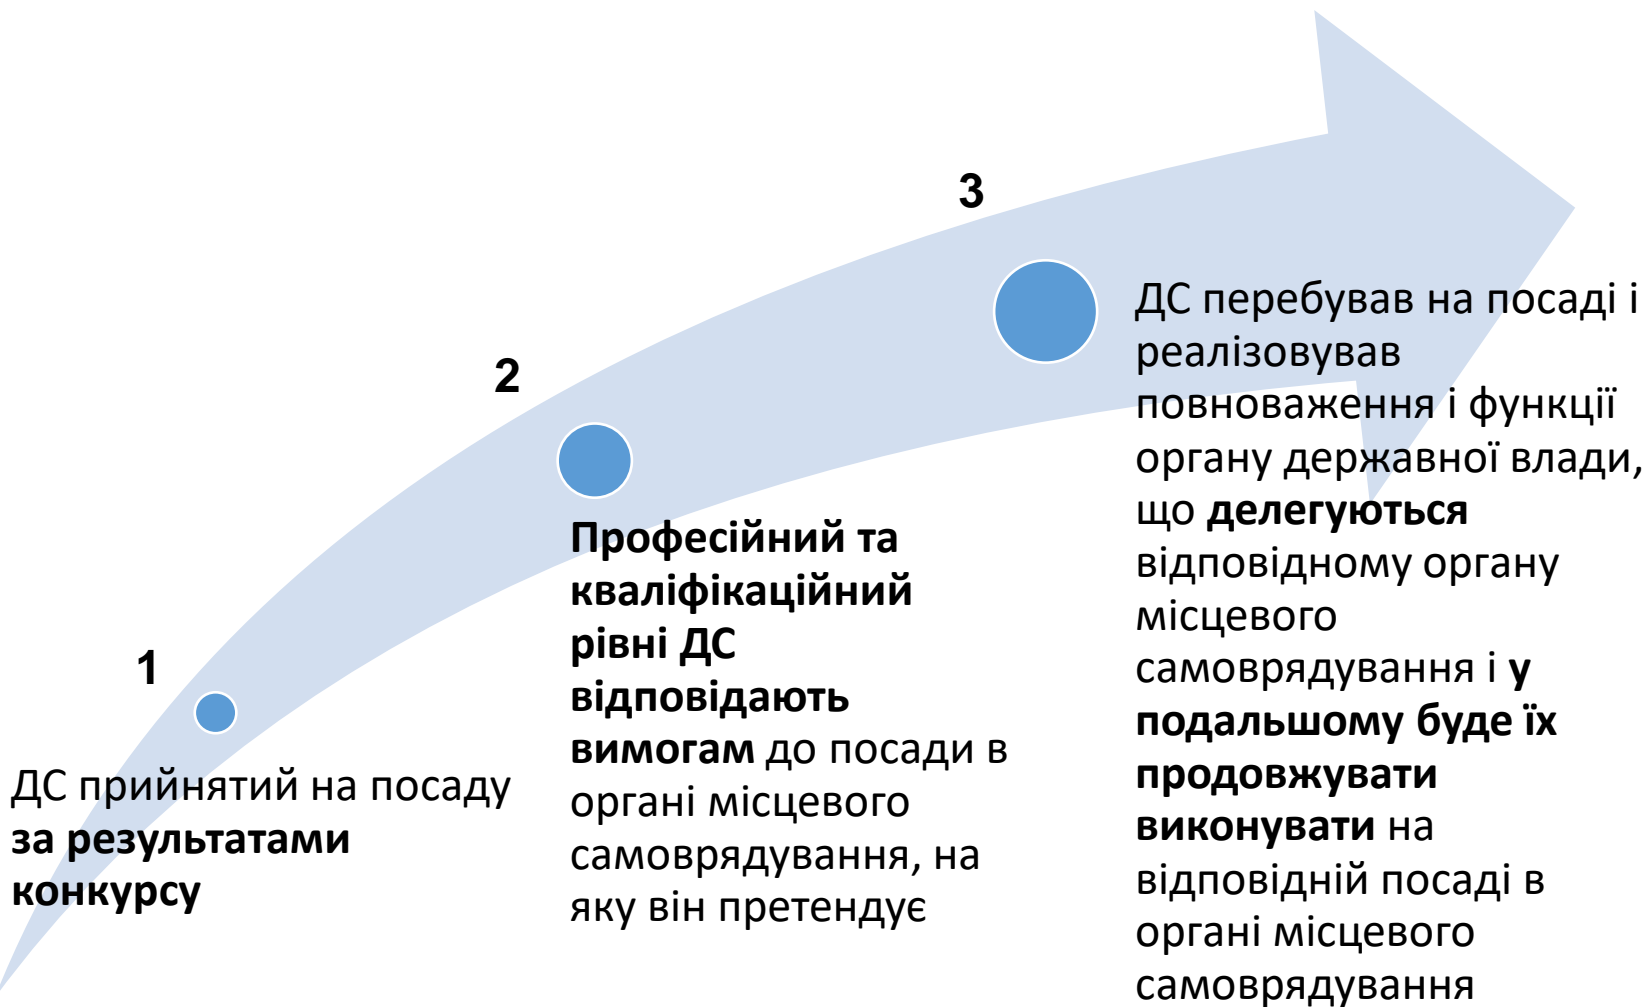 1
ДС прийнятий на посаду
за результатами
конкурсу
2
Професійний та
кваліфікаційний
рівні ДС
відповідають
вимогам до посади в
органі місцевого
самоврядування, на
яку він претендує
3
ДС перебував на посаді і
реалізовував
повноваження і функції
органу державної влади,
що делегуються
відповідному органу
місцевого
самоврядування і у
подальшому буде їх
продовжувати
виконувати на
відповідній посаді в
органі місцевого
самоврядування